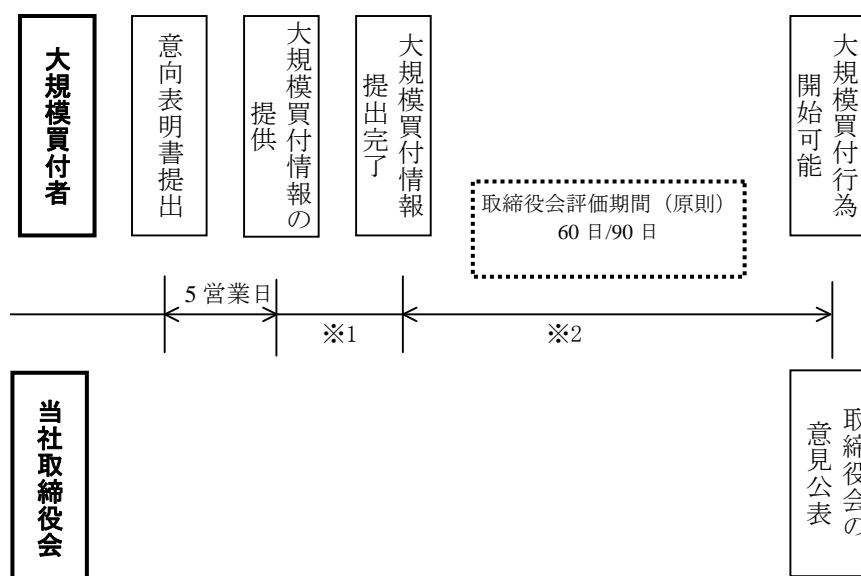 大規模買付者
意向表明書提出
大規模買付情報の
提供
大規模買付情報
提出完了
大規模買付行為
開始可能
取締役会評価期間（原則）
60 日/90 日
5 営業日
※1
※2
当社取締役会
取締役会の
意見公表